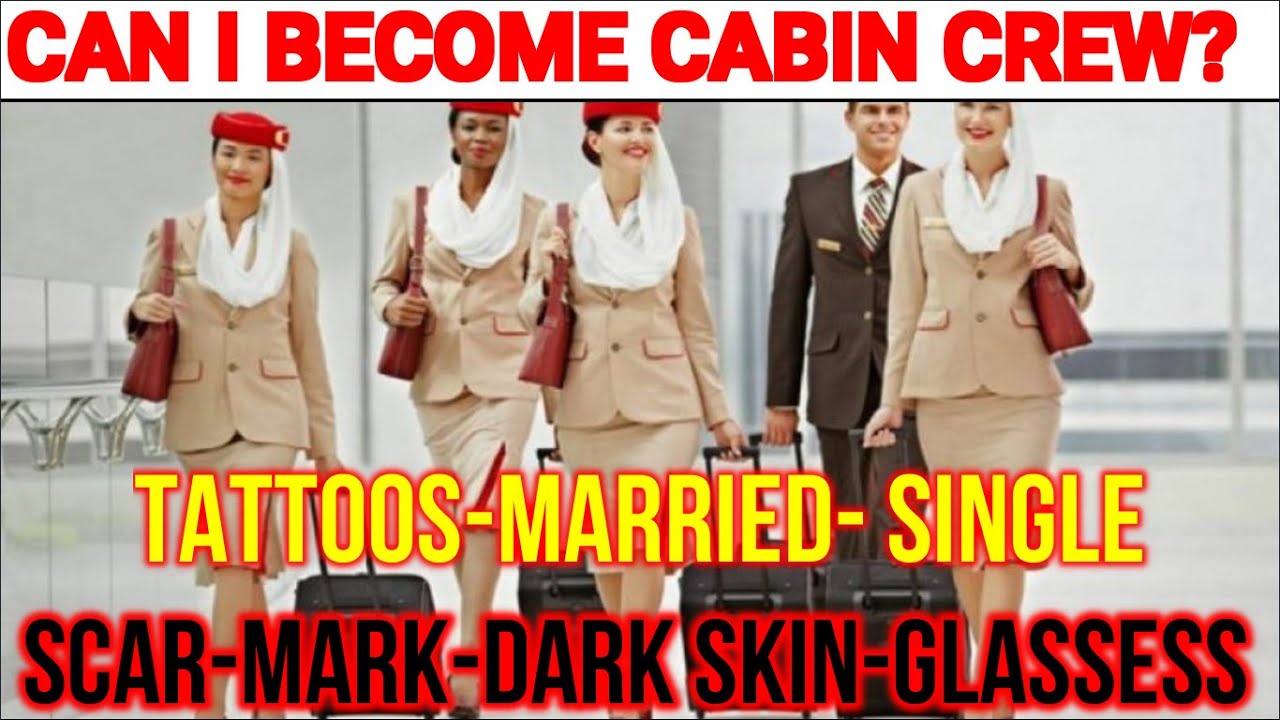 CAN I BECOME CABIN CREW?
TATTOOS-MARRIED- SINGLE
SCAR-MARK-DARK SKIN-GLASSESS